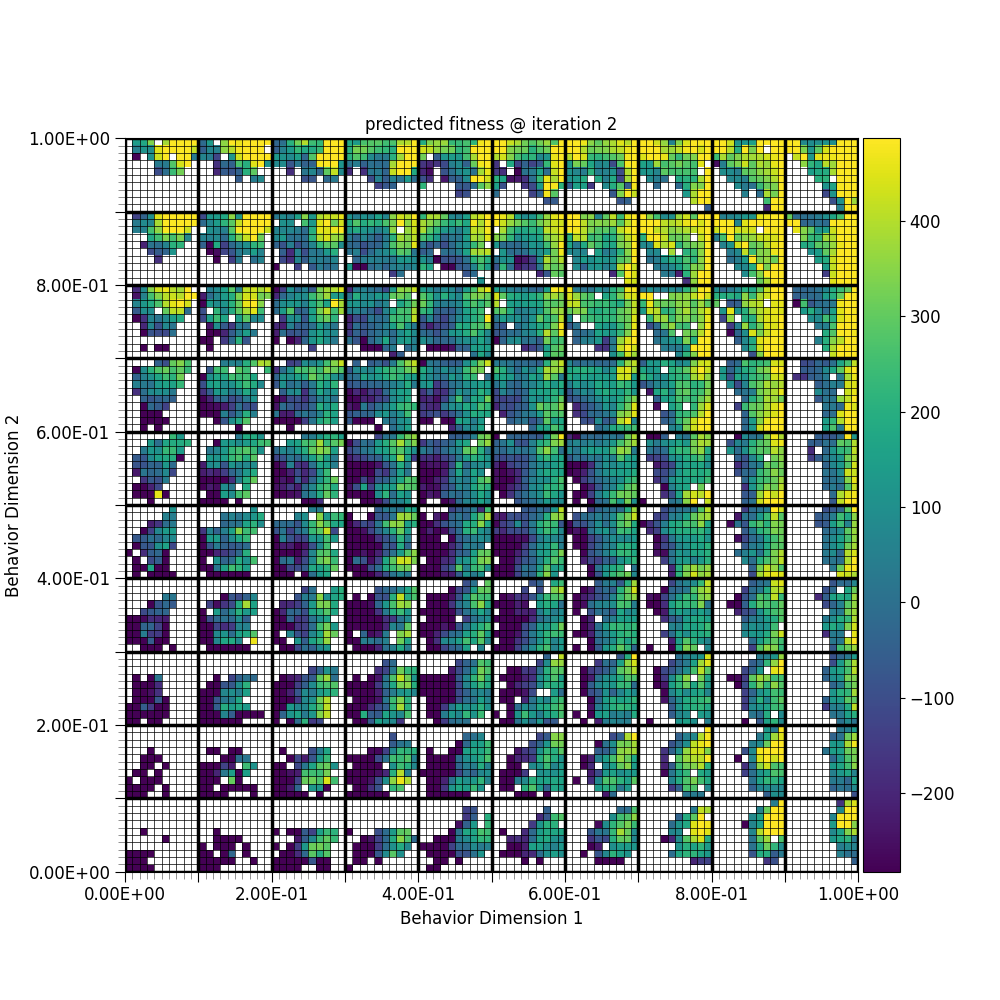 predicted fitness @ iteration 2
1.00E+00
8.00E-01
6.00E-01
4.00E-01
2.00E-01
0.00E+00
Behavior Dimension 2
0.00E+00 2.00E-01 4.00E-01 6.00E-01 8.00E-01 1.00E+00
Behavior Dimension 1
400
300
200
100
0
−100
−200